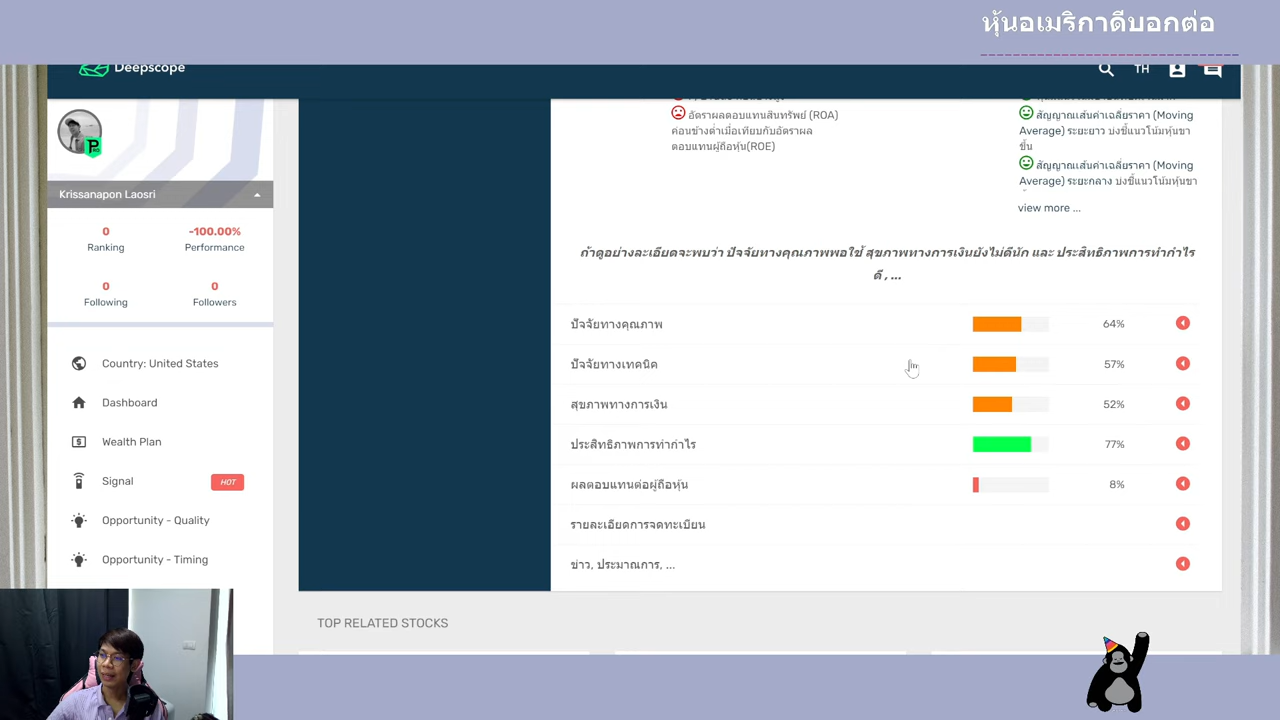 หุ้นอเมริกาดีบอกต่อ
Deepscope
TH
อัตราผลตอบแทนสินทรัพย์ (ROA)
ค่อนข้างต่ำเมื่อเทียบกับอัตราผล
ตอบแทนผู้ถือหุ้น(ROE)
สัญญาณเส้นค่าเฉลี่ยราคา (Moving
Average) ระยะยาว บ่งชี้แนวโน้มหุ้นขา
ขึ้น
สัญญาณเส้นค่าเฉลี่ยราคา (Moving
Average) ระยะกลาง บ่งชี้แนวโน้มหุ้นขา
view more ...
Krissanapon Laosri
0
Ranking
-100.00%
Performance
0
Following
0
Followers
Country: United States
Dashboard
Wealth Plan
Signal HOT
Opportunity - Quality
Opportunity - Timing
ถ้าดูอย่างละเอียดจะพบว่า ปัจจัยทางคุณภาพพอใช้ สุขภาพทางการเงินยังไม่ดีนัก และ ประสิทธิภาพการทำกำไร
ดี , ...
ปัจจัยทางคุณภาพ 64%
ปัจจัยทางเทคนิค 57%
สุขภาพทางการเงิน 52%
ประสิทธิภาพการทำกำไร 77%
ผลตอบแทนต่อผู้ถือหุ้น 8%
รายละเอียดการจดทะเบียน
ข่าว, ประมาณการ, ...
TOP RELATED STOCKS